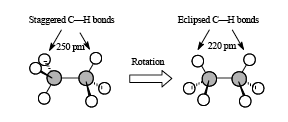 Staggered C—H bonds
Eclipsed C—H bonds
250 pm
220 pm
Rotation